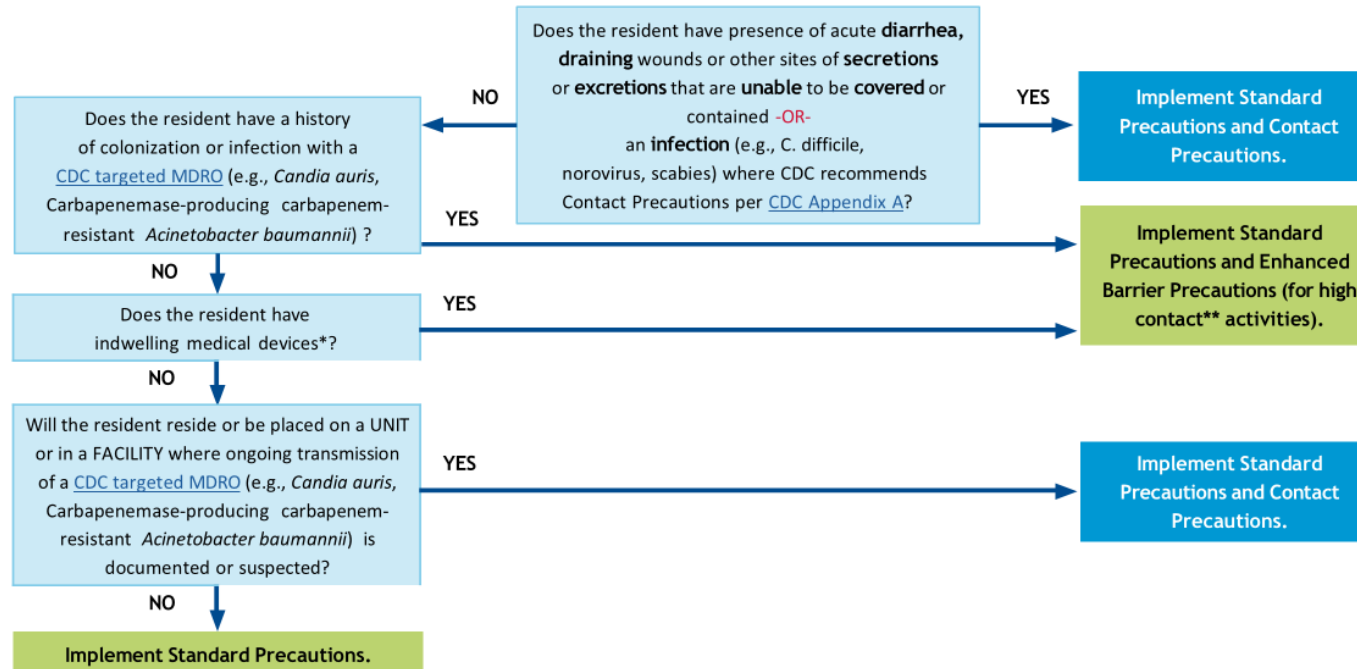 Does the resident have presence of acute diarrhea,
draining wounds or other sites of secretions
or excretions that are unable to be covered or
contained -OR-
an infection (e.g., C. difficile,
norovirus, scabies) where CDC recommends
Contact Precautions per CDC Appendix A?
YES
Implement Standard
Precautions and Contact
Precautions.
NO
Does the resident have a history
of colonization or infection with a
CDC targeted MDRO (e.g., Candia auris,
Carbapenemase-producing carbapenem-
resistant Acinetobacter baumannii) ?
YES
Implement Standard
Precautions and Enhanced
Barrier Precautions (for high
contact** activities).
NO
Does the resident have
indwelling medical devices*?
YES
NO
Will the resident reside or be placed on a UNIT
or in a FACILITY where ongoing transmission
of a CDC targeted MDRO (e.g., Candia auris,
Carbapenemase-producing carbapenem-
resistant Acinetobacter baumannii) is
documented or suspected?
YES
Implement Standard
Precautions and Contact
Precautions.
NO
Implement Standard Precautions.